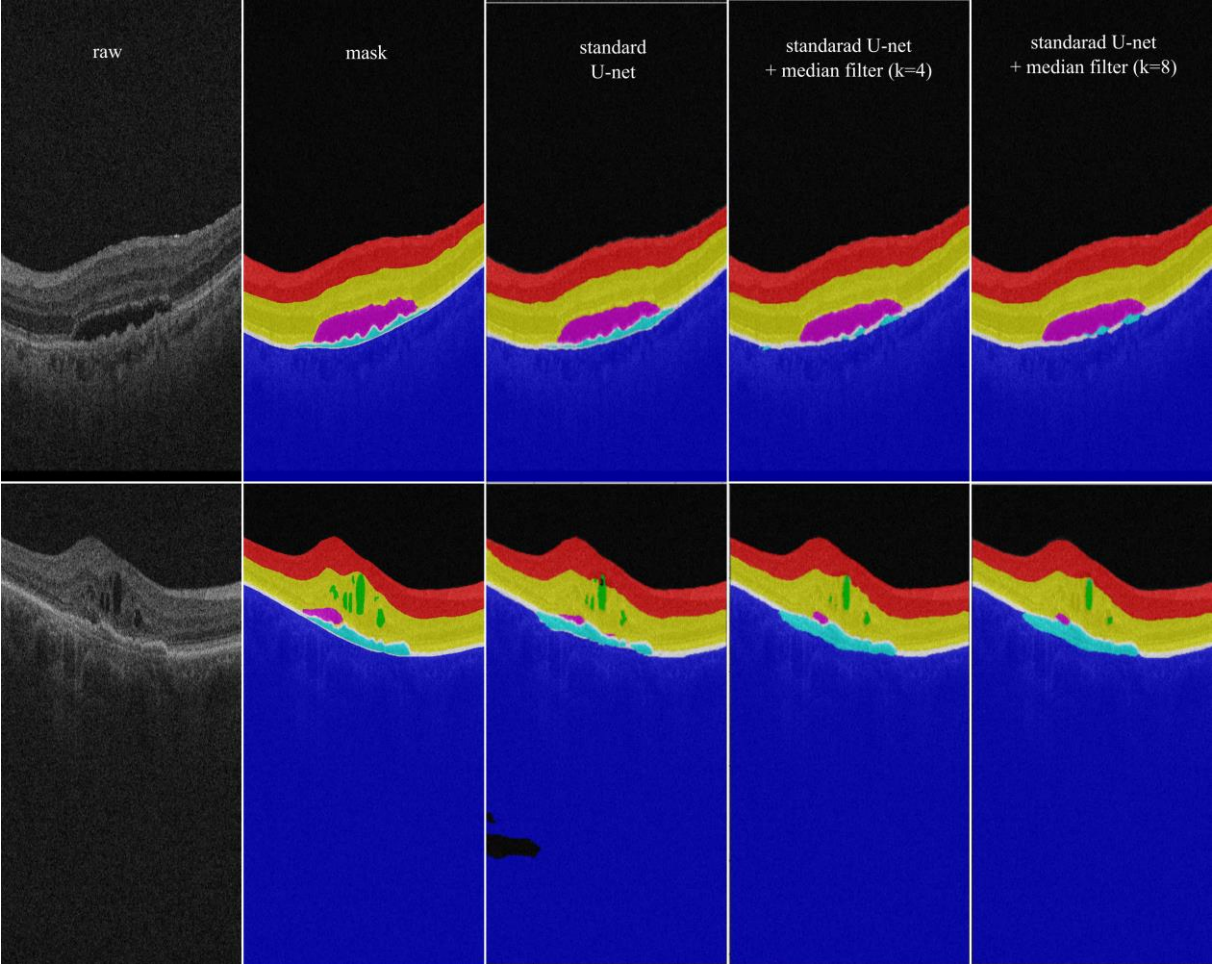 raw
mask
standard
U-net
standarad U-net
+ median filter (k=4)
standarad U-net
+ median filter (k=8)